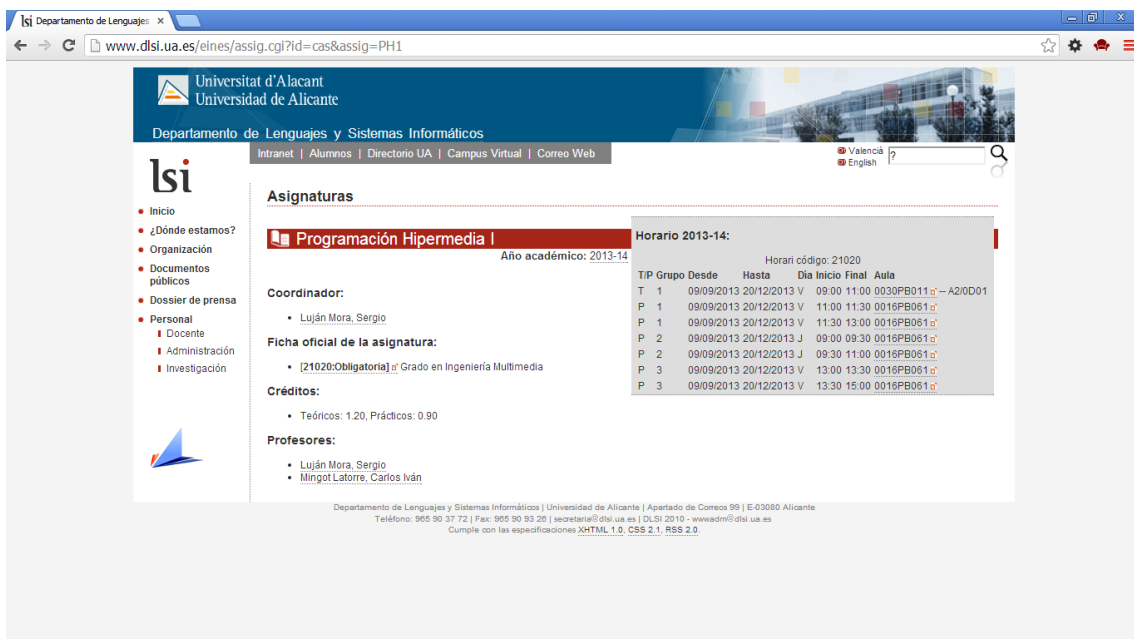 lsi Departamento de Lenguajes ×
www.dlsi.ua.es/eines/assig.cgi?id=cas&assig=PH1
Universitat d'Alacant
Universidad de Alicante
Departamento de Lenguajes y Sistemas Informáticos
Intranet | Alumnos | Directorio UA | Campus Virtual | Correo Web
Valencià
English
?
lsi
Inicio
¿Dónde estamos?
Organización
Documentos
públicos
Dossier de prensa
Personal
Docente
Administración
Investigación
Asignaturas
Programación Hipermedia I
Año académico: 2013-14
Coordinador:
Luján Mora, Sergio
Ficha oficial de la asignatura:
[21020:Obligatoria] Grado en Ingeniería Multimedia
Créditos:
Teóricos: 1.20, Prácticos: 0.90
Profesores:
Luján Mora, Sergio
Mingot Latorre, Carlos Iván
Horario 2013-14:
Horari código: 21020
T/P Grupo Desde Hasta Dia Inicio Final Aula
T 1 09/09/2013 20/12/2013 V 09:00 11:00 0030PB011 -- A2/0D01
P 1 09/09/2013 20/12/2013 V 11:00 11:30 0016PB061
P 1 09/09/2013 20/12/2013 V 11:30 13:00 0016PB061
P 2 09/09/2013 20/12/2013 J 09:00 09:30 0016PB061
P 2 09/09/2013 20/12/2013 J 09:30 11:00 0016PB061
P 3 09/09/2013 20/12/2013 V 13:00 13:30 0016PB061
P 3 09/09/2013 20/12/2013 V 13:30 15:00 0016PB061
Departamento de Lenguajes y Sistemas Informáticos | Universidad de Alicante | Apartado de Correos 99 | E-03080 Alicante
Teléfono: 965 90 37 72 | Fax: 965 90 93 26 | secretaria@dlsi.ua.es | DLSI 2010 - wwwadm@dlsi.ua.es
Cumple con las especificaciones XHTML 1.0, CSS 2.1, RSS 2.0.